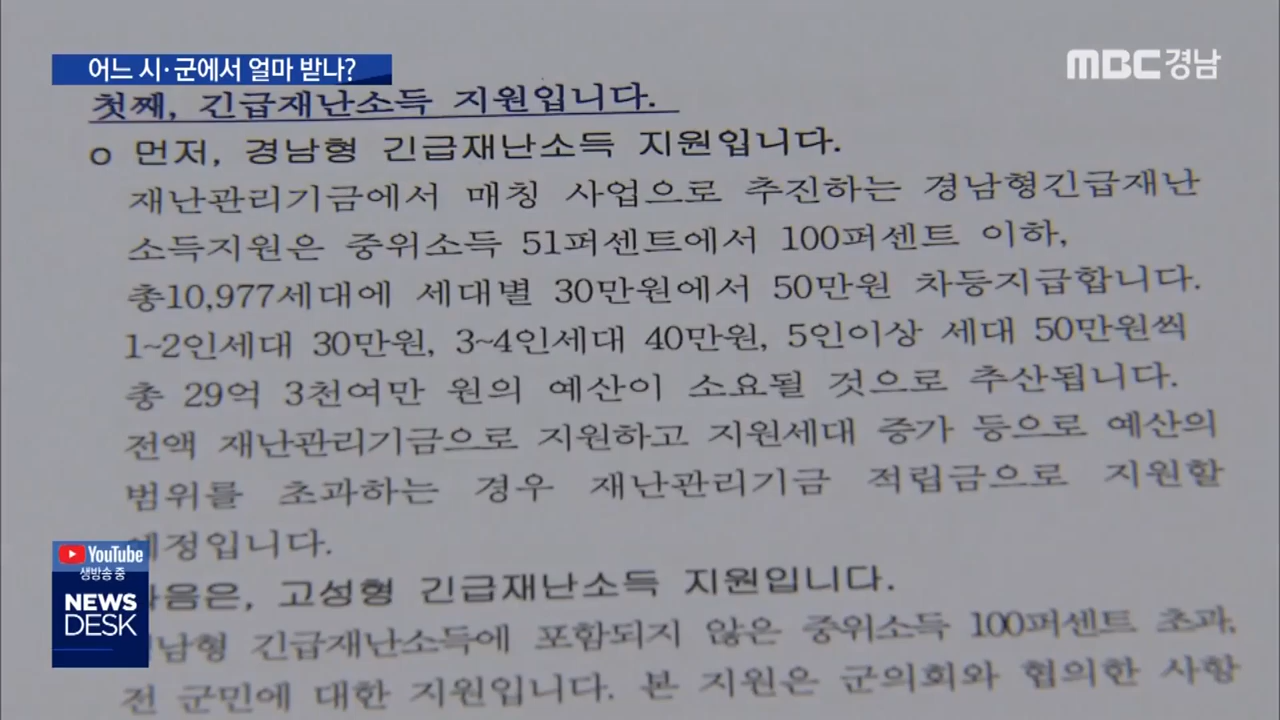 어느 시·군에서 얼마 받나?
MBC경남
첫째, 긴급재난소득 지원입니다.
o 먼저, 경남형 긴급재난소득 지원입니다.
재난관리기금에서 매칭 사업으로 추진하는 경남형긴급재난
소득지원은 중위소득 51퍼센트에서 100퍼센트 이하,
총10,977세대에 세대별 30만원에서 50만원 차등지급합니다.
1~2인세대 30만원, 3~4인세대 40만원, 5인이상 세대 50만원씩
총 29억 3천여만 원의 예산이 소요될 것으로 추산됩니다.
전액 재난관리기금으로 지원하고 지원세대 증가 등으로 예산의
범위를 초과하는 경우 재난관리기금 적립금으로 지원할
예정입니다.
다음은, 고성형 긴급재난소득 지원입니다.
경남형 긴급재난소득에 포함되지 않은 중위소득 100퍼센트 초과,
전 군민에 대한 지원입니다. 본 지원은 군의회와 협의한 사항
YouTube
생방송 중
NEWS
DESK